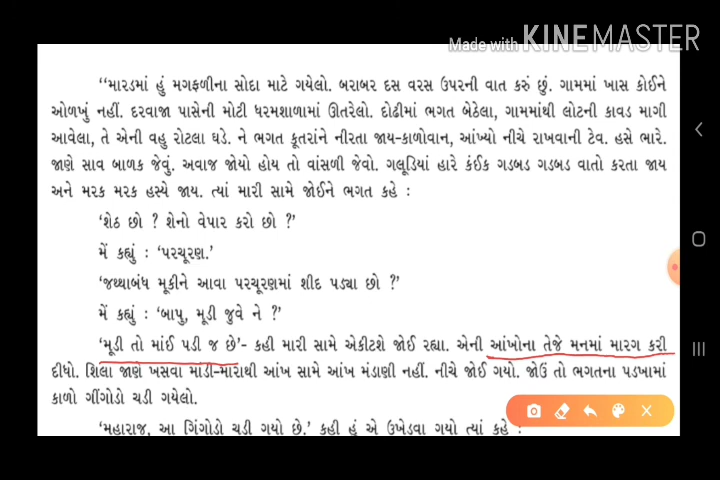 Made with KINEMASTER
“મારડમાં હું મગફળીના સોદા માટે ગયેલો. બરાબર દસ વરસ ઉપરની વાત કરું છું. ગામમાં ખાસ કોઈને
ઓળખું નહીં. દરવાજા પાસેની મોટી ધરમશાળામાં ઊતરેલો. દોઢીમાં ભગત બેઠેલા, ગામમાંથી લોટની કાવડ માગી
આવેલા, તે એની વહુ રોટલા ઘડે. ને ભગત કૂતરાંને નીરતા જાય-કાળોવાન, આંખ્યો નીચે રાખવાની ટેવ. હસે ભારે.
જાણે સાવ બાળક જેવું. અવાજ જોયો હોય તો વાંસળી જેવો. ગલૂડિયાં હારે કંઈક ગડબડ ગડબડ વાતો કરતા જાય
અને મરક મરક હસ્યે જાય. ત્યાં મારી સામે જોઈને ભગત કહે :
‘શેઠ છો ? શેનો વેપાર કરો છો ?’
મેં કહ્યું : ‘પરચૂરણ.’
‘જથ્થાબંધ મૂકીને આવા પરચૂરણમાં શીદ પડ્યા છો ?’
મેં કહ્યું : ‘બાપુ, મૂડી જુવે ને ?’
‘મૂડી તો માંઈ પડી જ છે’- કહી મારી સામે એકીટશે જોઈ રહ્યા. એની આંખોના તેજે મનમાં મારગ કરી
દીધો. શિલા જાણે ખસવા માંડી-મારાથી આંખ સામે આંખ મંડાણી નહીં. નીચે જોઈ ગયો. જોઉં તો ભગતના પડખામાં
કાળો ગીંગોડો ચડી ગયેલો.
‘મહારાજ, આ ગિંગોડો ચડી ગયો છે.’ કહી હું એ ઉખેડવા ગયો ત્યાં કહે :